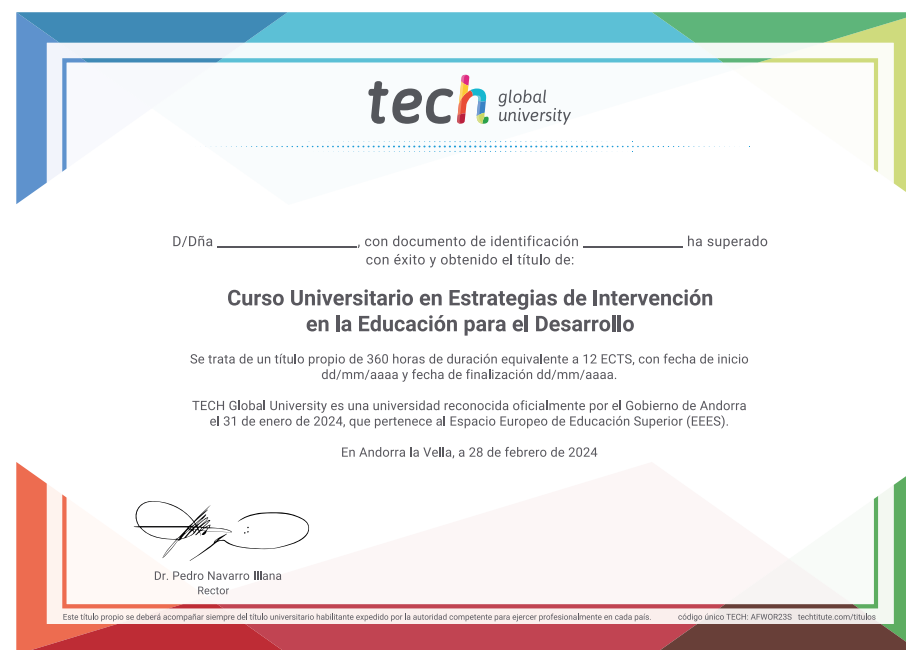 tech global university
D/Dña ____________________, con documento de identificación ______________ ha superado
con éxito y obtenido el título de:
Curso Universitario en Estrategias de Intervención
en la Educación para el Desarrollo
Se trata de un título propio de 360 horas de duración equivalente a 12 ECTS, con fecha de inicio
dd/mm/aaaa y fecha de finalización dd/mm/aaaa.
TECH Global University es una universidad reconocida oficialmente por el Gobierno de Andorra
el 31 de enero de 2024, que pertenece al Espacio Europeo de Educación Superior (EEES).
En Andorra la Vella, a 28 de febrero de 2024
Dr. Pedro Navarro Illana
Rector
Este título propio se deberá acompañar siempre del título universitario habilitante expedido por la autoridad competente para ejercer profesionalmente en cada país. código único TECH: AFWOR23S techtitute.com/titulos